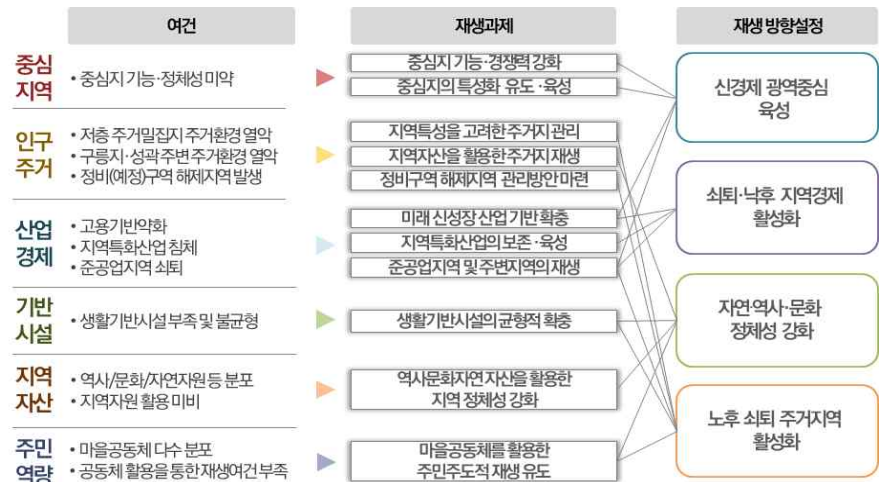 여건
재생과제
재생 방향설정
중심
지역
• 중심지 기능·정체성 미약
중심지 기능·경쟁력 강화
중심지의 특성화 유도·육성
인구
주거
• 저층 주거밀집지 주거환경 열악
• 구릉지·성곽 주변 주거환경 열악
• 정비(예정)구역 해제지역 발생
지역특성을 고려한 주거지 관리
지역자산을 활용한 주거지 재생
정비구역 해제지역 관리방안 마련
산업
경제
• 고용기반약화
• 지역특화산업 침체
• 준공업지역 쇠퇴
미래 신성장 산업 기반 확충
지역특화산업의 보존·육성
준공업지역 및 주변지역의 재생
기반
시설
• 생활기반시설 부족 및 불균형
생활기반시설의 균형적 확충
지역
자산
• 역사/문화/자연자원 등 분포
• 지역자원 활용 미비
역사문화자연 자산을 활용한
지역 정체성 강화
주민
역량
• 마을공동체 다수 분포
• 공동체 활용을 통한 재생여건 부족
마을공동체를 활용한
주민주도적 재생 유도
신경제 광역중심
육성
쇠퇴·낙후 지역경제
활성화
자연·역사·문화
정체성 강화
노후 쇠퇴 주거지역
활성화